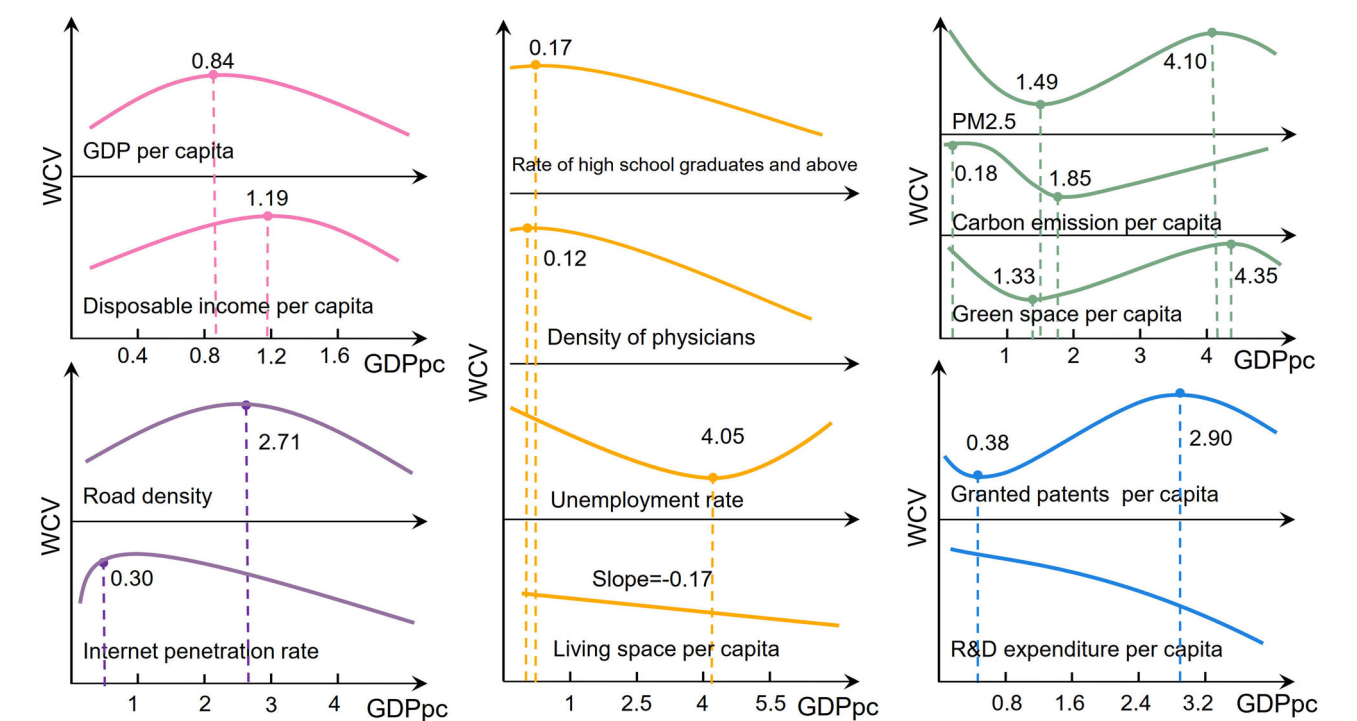 WCV
0.84
GDP per capita
1.19
Disposable income per capita
0.4 0.8 1.2 1.6 GDPpc
WCV
2.71
Road density
0.30
Internet penetration rate
1 2 3 4 GDPpc
WCV
0.17
Rate of high school graduates and above
0.12
Density of physicians
4.05
Unemployment rate
Slope=-0.17
Living space per capita
1 2.5 4 5.5 GDPpc
WCV
1.49
4.10
PM2.5
0.18
1.85
Carbon emission per capita
1.33
4.35
Green space per capita
1 2 3 4 GDPpc
WCV
0.38
2.90
Granted patents per capita
R&D expenditure per capita
0.8 1.6 2.4 3.2 GDPpc